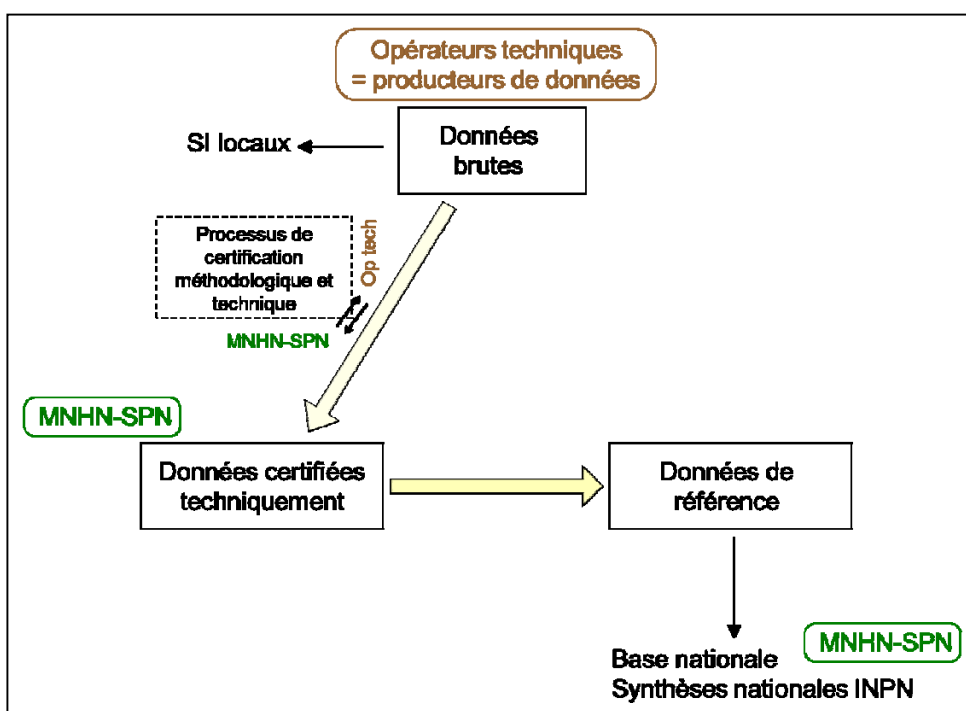 Opérateurs techniques
= producteurs de données
SI locaux
Données
brutes
Processus de
certification
méthodologique et
technique
Op tech
MNHN-SPN
MNHN-SPN
Données certifiées
techniquement
Données de
référence
MNHN-SPN
Base nationale
Synthèses nationales INPN